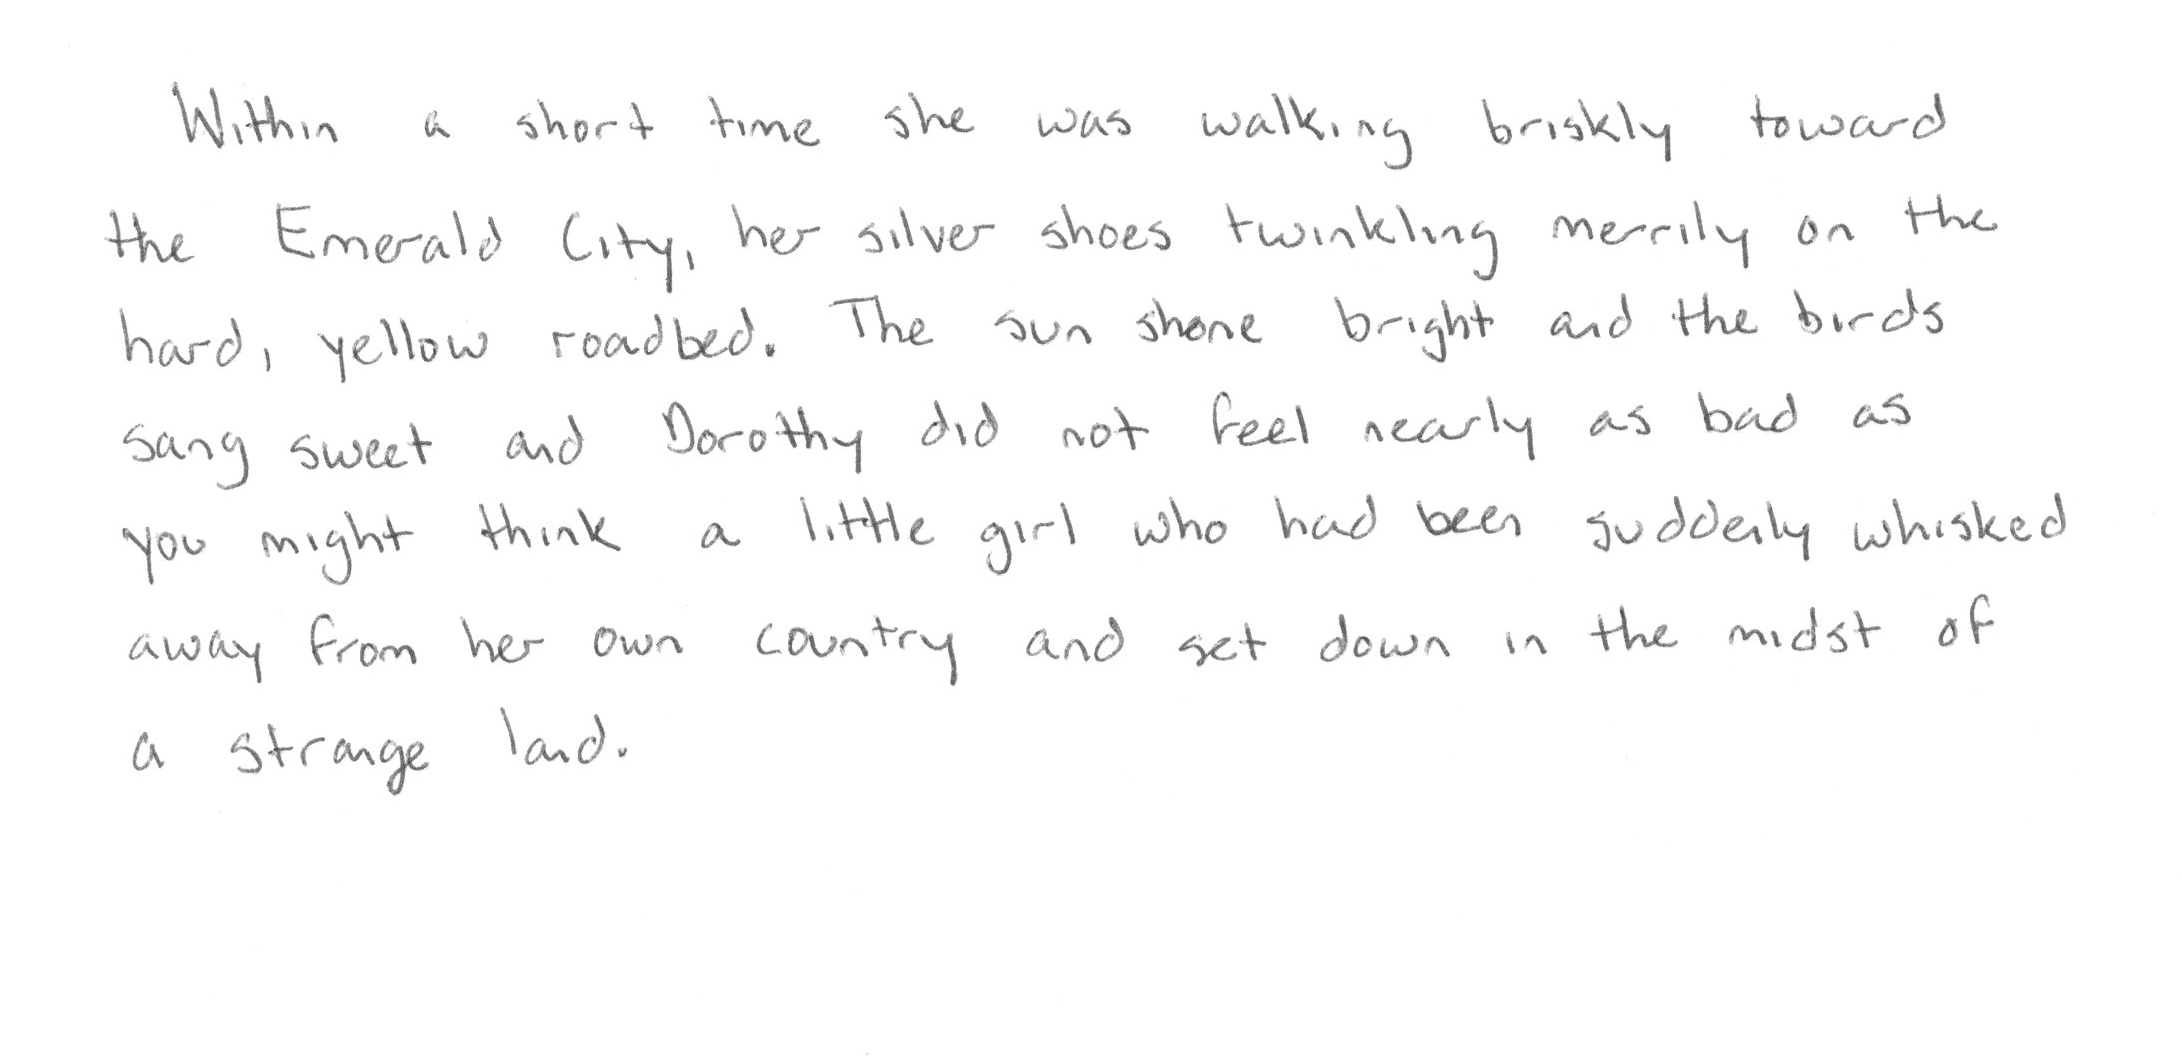 Within a short time she was walking briskly toward
the Emerald City, her silver shoes twinkling merrily on the
hard, yellow roadbed. The sun shone bright and the birds
sang sweet and Dorothy did not feel nearly as bad as
you might think a little girl who had been suddenly whisked
away from her own country and set down in the midst of
a strange land.